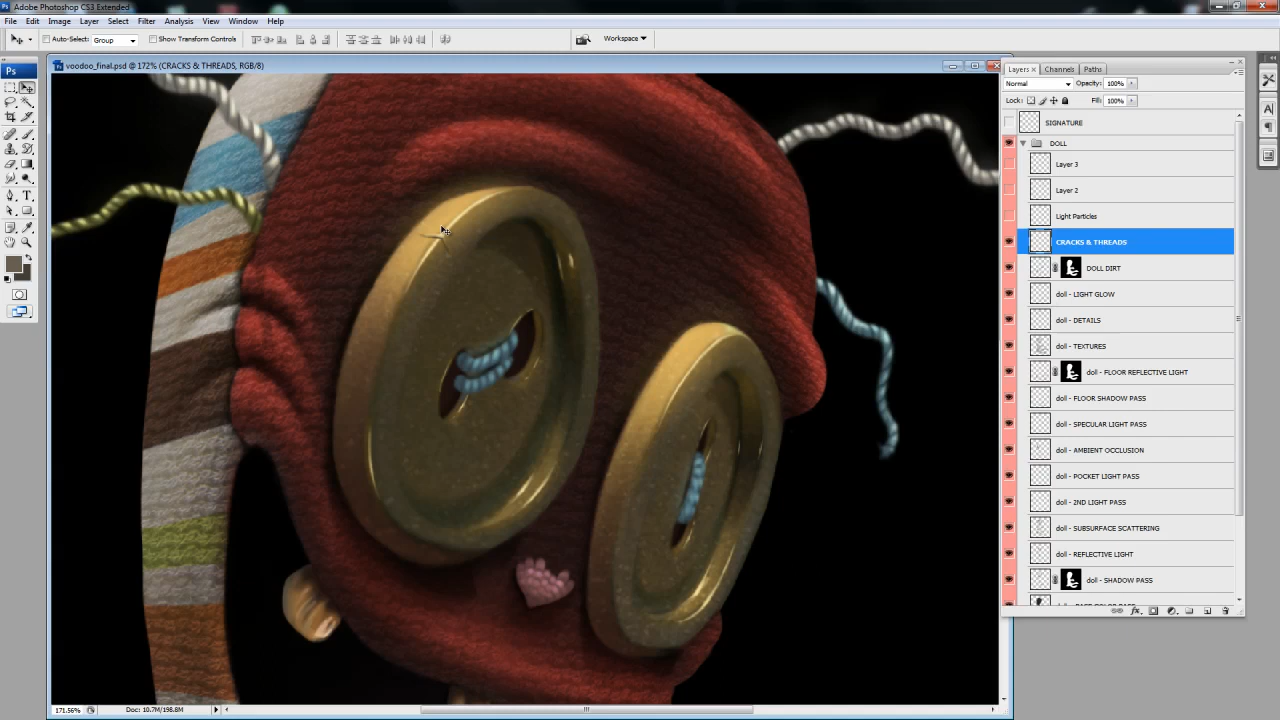 Adobe Photoshop CS3 Extended
File Edit Image Layer Select Filter Analysis View Window Help
Auto-Select: Group Show Transform Controls Workspace
Ps
voodoo_final.psd @ 172% (CRACKS & THREADS, RGB/8)
Layers Channels Paths
Normal Opacity: 100%
Lock: Fill: 100%
SIGNATURE
DOLL
Layer 3
Layer 2
Light Particles
CRACKS & THREADS
DOLL DIRT
doll - LIGHT GLOW
doll - DETAILS
doll - TEXTURES
doll - FLOOR REFLECTIVE LIGHT
doll - FLOOR SHADOW PASS
doll - SPECULAR LIGHT PASS
doll - AMBIENT OCCLUSION
doll - POCKET LIGHT PASS
doll - 2ND LIGHT PASS
doll - SUBSURFACE SCATTERING
doll - REFLECTIVE LIGHT
doll - SHADOW PASS
171.56% Doc: 10.7M/198.8M